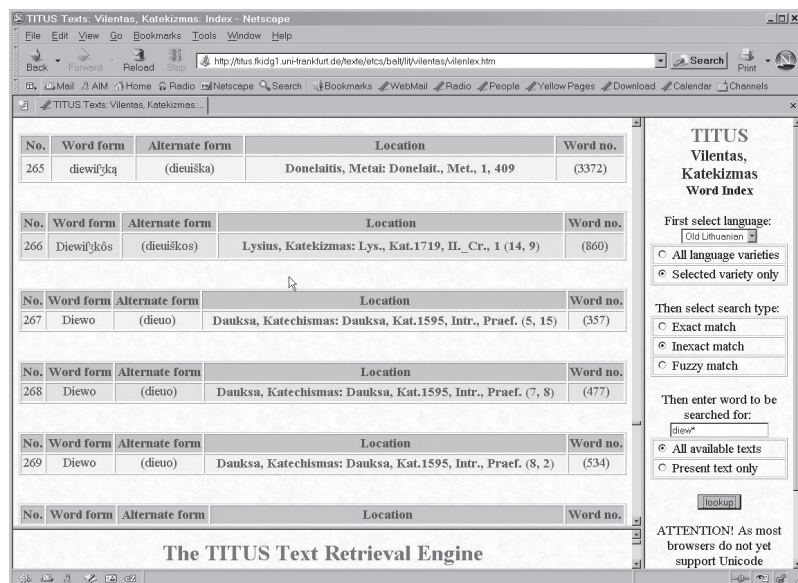 TITUS Texts: Vilentas, Katekizmas: Index - Netscape
File Edit View Go Bookmarks Tools Window Help
Back Forward Reload Stop http://titus.fkidg1.uni-frankfurt.de/texte/etcs/balt/lit/vilentas/vilenlex.htm Search Print
Mail AIM Home Radio Netscape Search Bookmarks WebMail Radio People Yellow Pages Download Calendar Channels
TITUS Texts: Vilentas, Katekizmas:...
No. Word form Alternate form Location Word no.
265 diewiſʒką (dieuiška) Donelaitis, Metai: Donelait., Met., 1, 409 (3372)
No. Word form Alternate form Location Word no.
266 Diewiſʒkôs (dieuiškos) Lysius, Katekizmas: Lys., Kat.1719, II._Cr., 1 (14, 9) (860)
No. Word form Alternate form Location Word no.
267 Diewo (dieuo) Dauksa, Katechismas: Dauksa, Kat.1595, Intr., Praef. (5, 15) (357)
No. Word form Alternate form Location Word no.
268 Diewo (dieuo) Dauksa, Katechismas: Dauksa, Kat.1595, Intr., Praef. (7, 8) (477)
No. Word form Alternate form Location Word no.
269 Diewo (dieuo) Dauksa, Katechismas: Dauksa, Kat.1595, Intr., Praef. (8, 2) (534)
No. Word form Alternate form Location Word no.
The TITUS Text Retrieval Engine
TITUS
Vilentas,
Katekizmas
Word Index
First select language:
Old Lithuanian
All language varieties
Selected variety only
Then select search type:
Exact match
Inexact match
Fuzzy match
Then enter word to be
searched for:
diew*
All available texts
Present text only
lookup
ATTENTION! As most
browsers do not yet
support Unicode